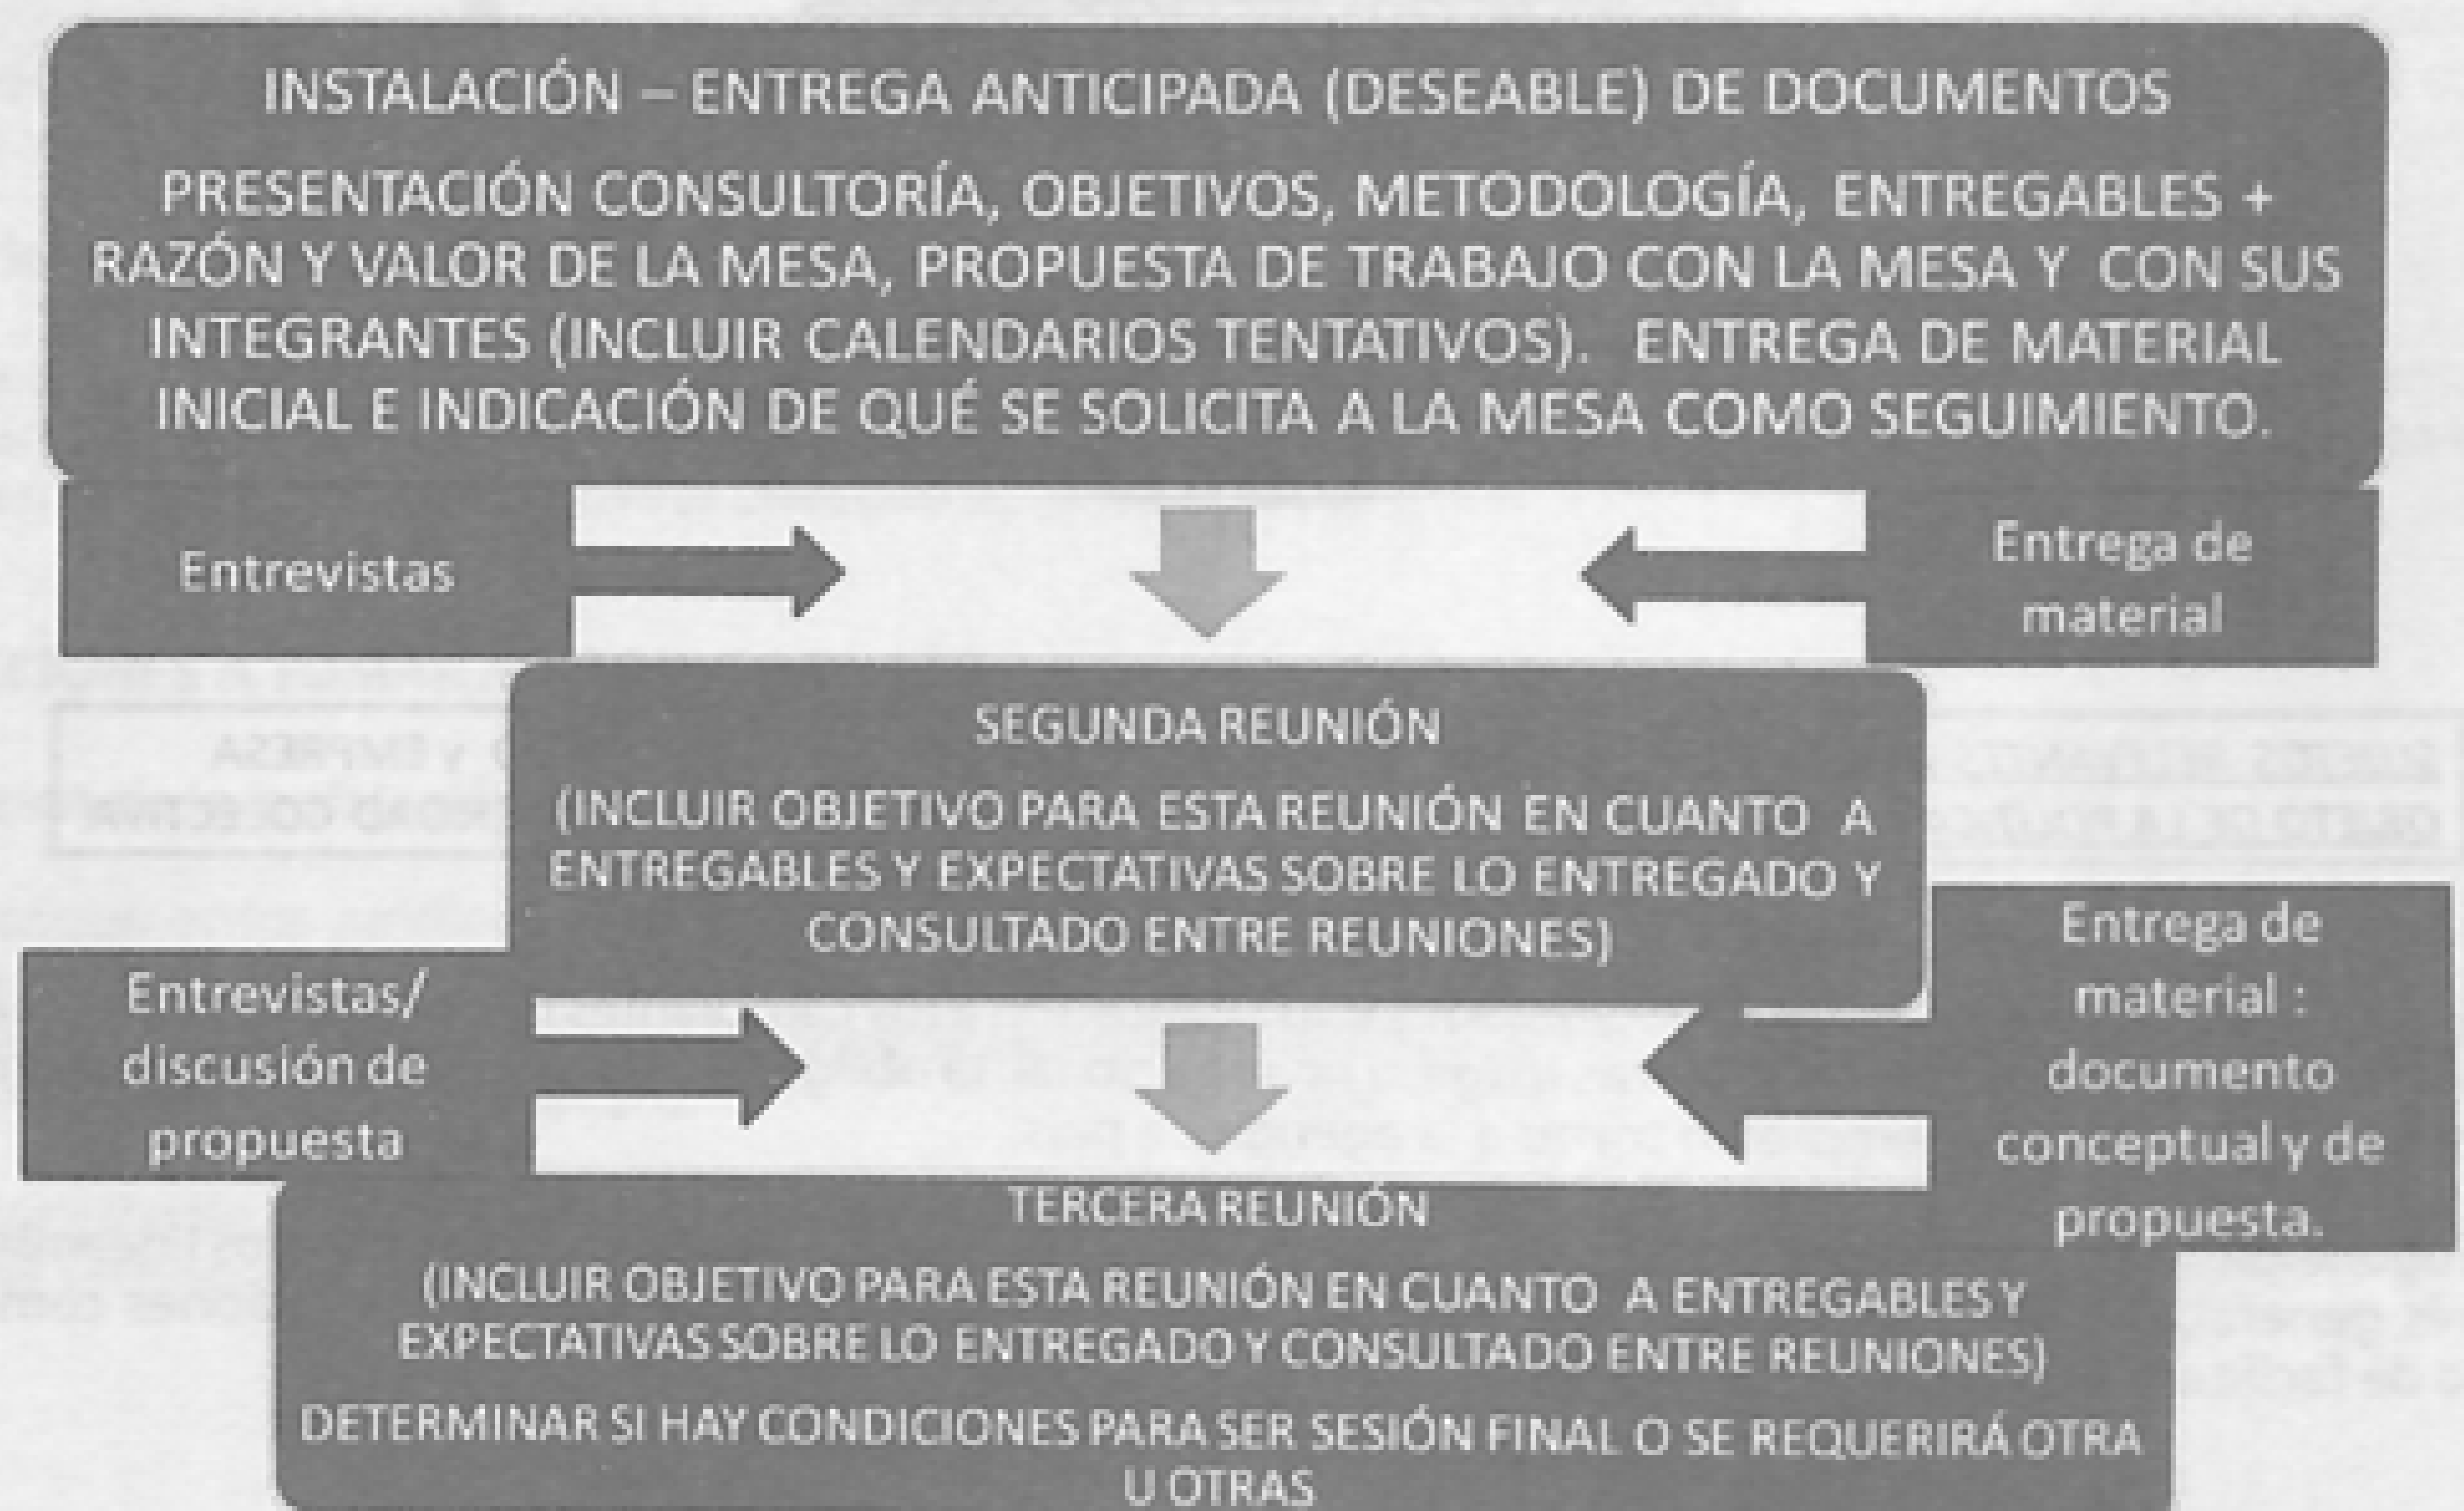 INSTALACIÓN – ENTREGA ANTICIPADA (DESEABLE) DE DOCUMENTOS
PRESENTACIÓN CONSULTORÍA, OBJETIVOS, METODOLOGÍA, ENTREGABLES +
RAZÓN Y VALOR DE LA MESA, PROPUESTA DE TRABAJO CON LA MESA Y CON SUS
INTEGRANTES (INCLUIR CALENDARIOS TENTATIVOS). ENTREGA DE MATERIAL
INICIAL E INDICACIÓN DE QUÉ SE SOLICITA A LA MESA COMO SEGUIMIENTO.
Entrevistas
Entrega de
material
SEGUNDA REUNIÓN
(INCLUIR OBJETIVO PARA ESTA REUNIÓN EN CUANTO A
ENTREGABLES Y EXPECTATIVAS SOBRE LO ENTREGADO Y
CONSULTADO ENTRE REUNIONES)
Entrevistas/
discusión de
propuesta
Entrega de
material :
documento
conceptual y de
propuesta.
TERCERA REUNIÓN
(INCLUIR OBJETIVO PARA ESTA REUNIÓN EN CUANTO A ENTREGABLES Y
EXPECTATIVAS SOBRE LO ENTREGADO Y CONSULTADO ENTRE REUNIONES)
DETERMINAR SI HAY CONDICIONES PARA SER SESIÓN FINAL O SE REQUERIRÁ OTRA
U OTRAS